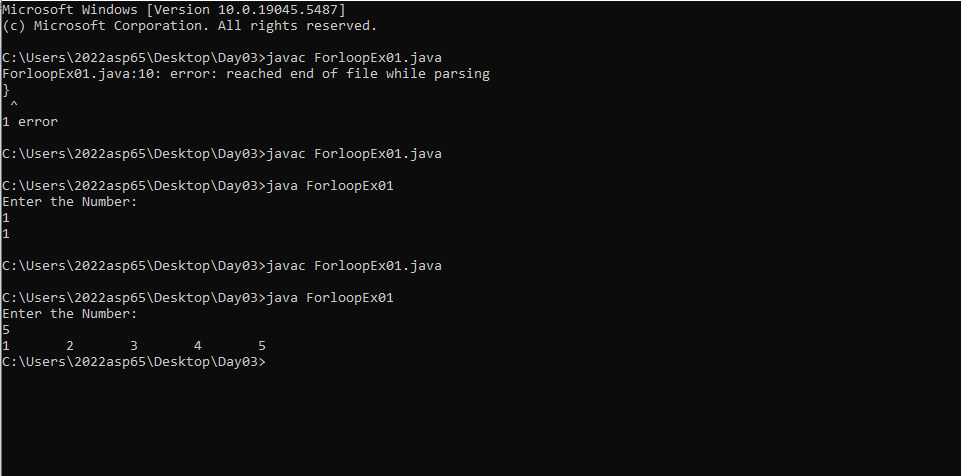 Microsoft Windows [Version 10.0.19045.5487]
(c) Microsoft Corporation. All rights reserved.
C:\Users\2022asp65\Desktop\Day03>javac ForloopEx01.java
ForloopEx01.java:10: error: reached end of file while parsing
}
^
1 error
C:\Users\2022asp65\Desktop\Day03>javac ForloopEx01.java
C:\Users\2022asp65\Desktop\Day03>java ForloopEx01
Enter the Number:
1
1
C:\Users\2022asp65\Desktop\Day03>javac ForloopEx01.java
C:\Users\2022asp65\Desktop\Day03>java ForloopEx01
Enter the Number:
5
1 2 3 4 5
C:\Users\2022asp65\Desktop\Day03>